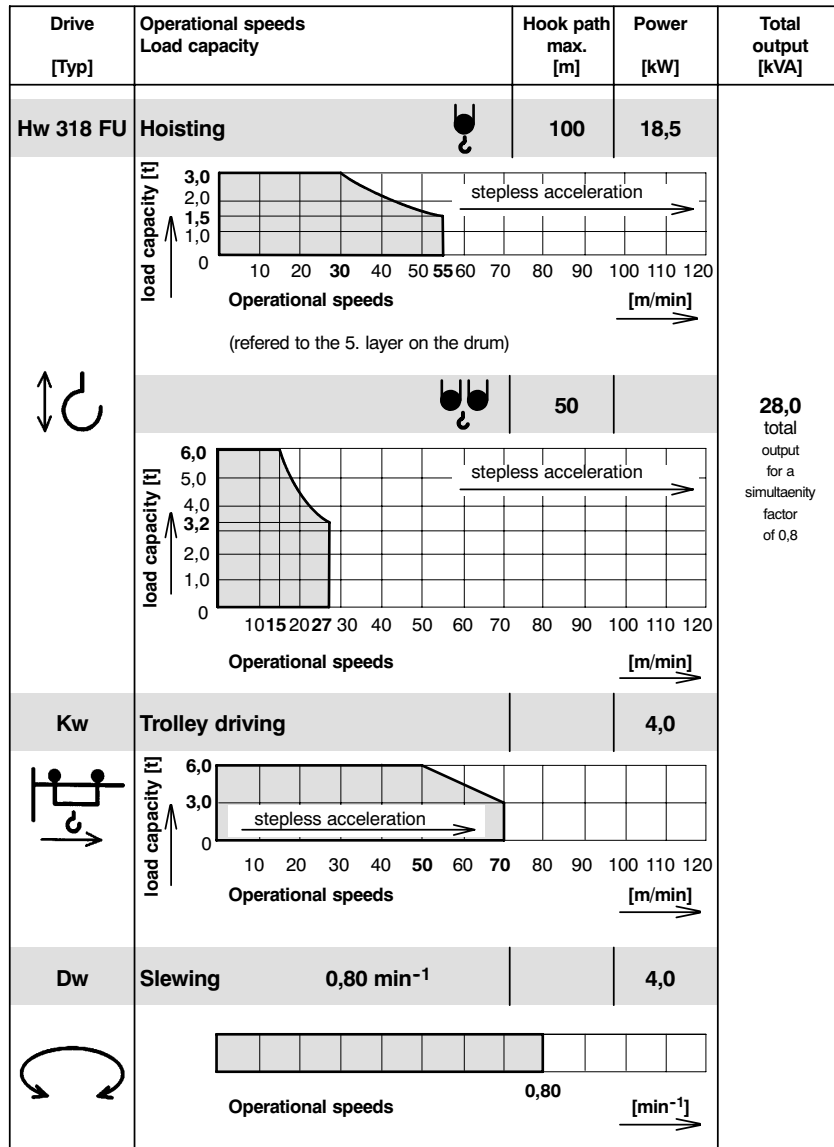 Drive Operational speeds Hook path Power Total
Load capacity max. output
[Typ] [m] [kW] [kVA]
Hw 318 FU Hoisting 100 18,5
load capacity [t]
3,0
2,0
1,5
1,0
0
stepless acceleration
10 20 30 40 50 55 60 70 80 90 100 110 120
Operational speeds [m/min]
(refered to the 5. layer on the drum)
50
28,0
total
output
for a
simultaenity
factor
of 0,8
load capacity [t]
6,0
5,0
4,0
3,2
2,0
1,0
0
stepless acceleration
10 15 20 27 30 40 50 60 70 80 90 100 110 120
Operational speeds [m/min]
Kw Trolley driving 4,0
load capacity [t]
6,0
3,0
0
stepless acceleration
10 20 30 40 50 60 70 80 90 100 110 120
Operational speeds [m/min]
Dw Slewing 0,80 min-1 4,0
0,80
Operational speeds [min-1]